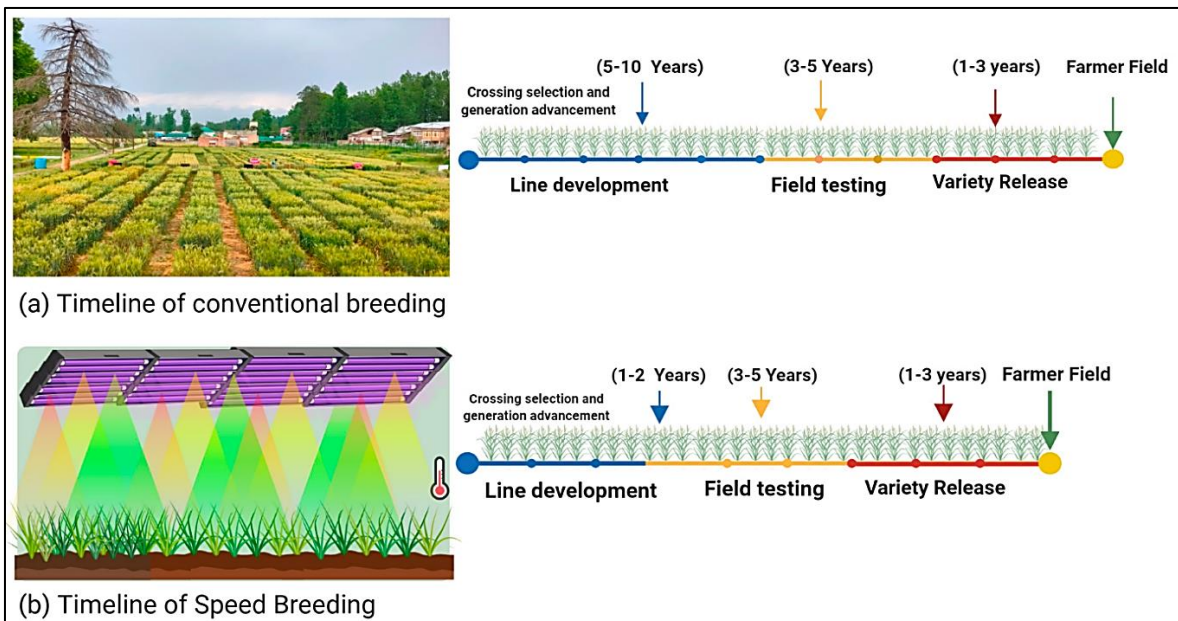 (5-10 Years)
(3-5 Years)
(1-3 years)
Farmer Field
Crossing selection and
generation advancement
Line development
Field testing
Variety Release
(a) Timeline of conventional breeding
(1-2 Years)
(3-5 Years)
(1-3 years)
Farmer Field
Crossing selection and
generation advancement
Line development
Field testing
Variety Release
(b) Timeline of Speed Breeding